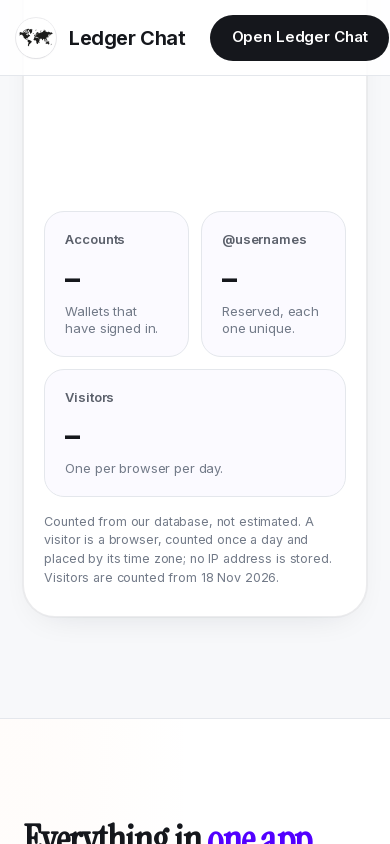 Ledger Chat
Open Ledger Chat
Accounts
–
Wallets that
have signed in.
@usernames
–
Reserved, each
one unique.
Visitors
–
One per browser per day.
Counted from our database, not estimated. A
visitor is a browser, counted once a day and
placed by its time zone; no IP address is stored.
Visitors are counted from 18 Nov 2026.
Everything in one app